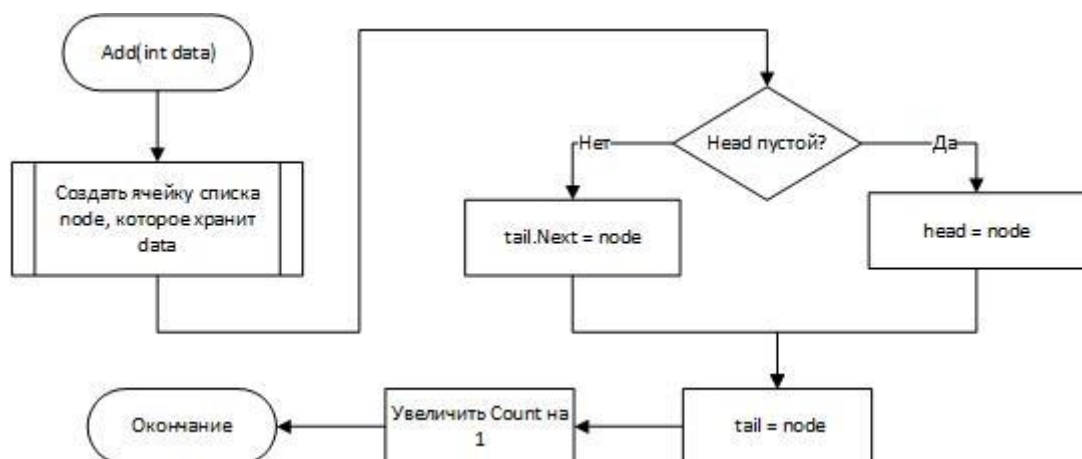 Add(int data)
Создать ячейку списка
node, которое хранит
data
Head пустой?
Нет
Да
tail.Next = node
head = node
tail = node
Увеличить Count на
1
Окончание